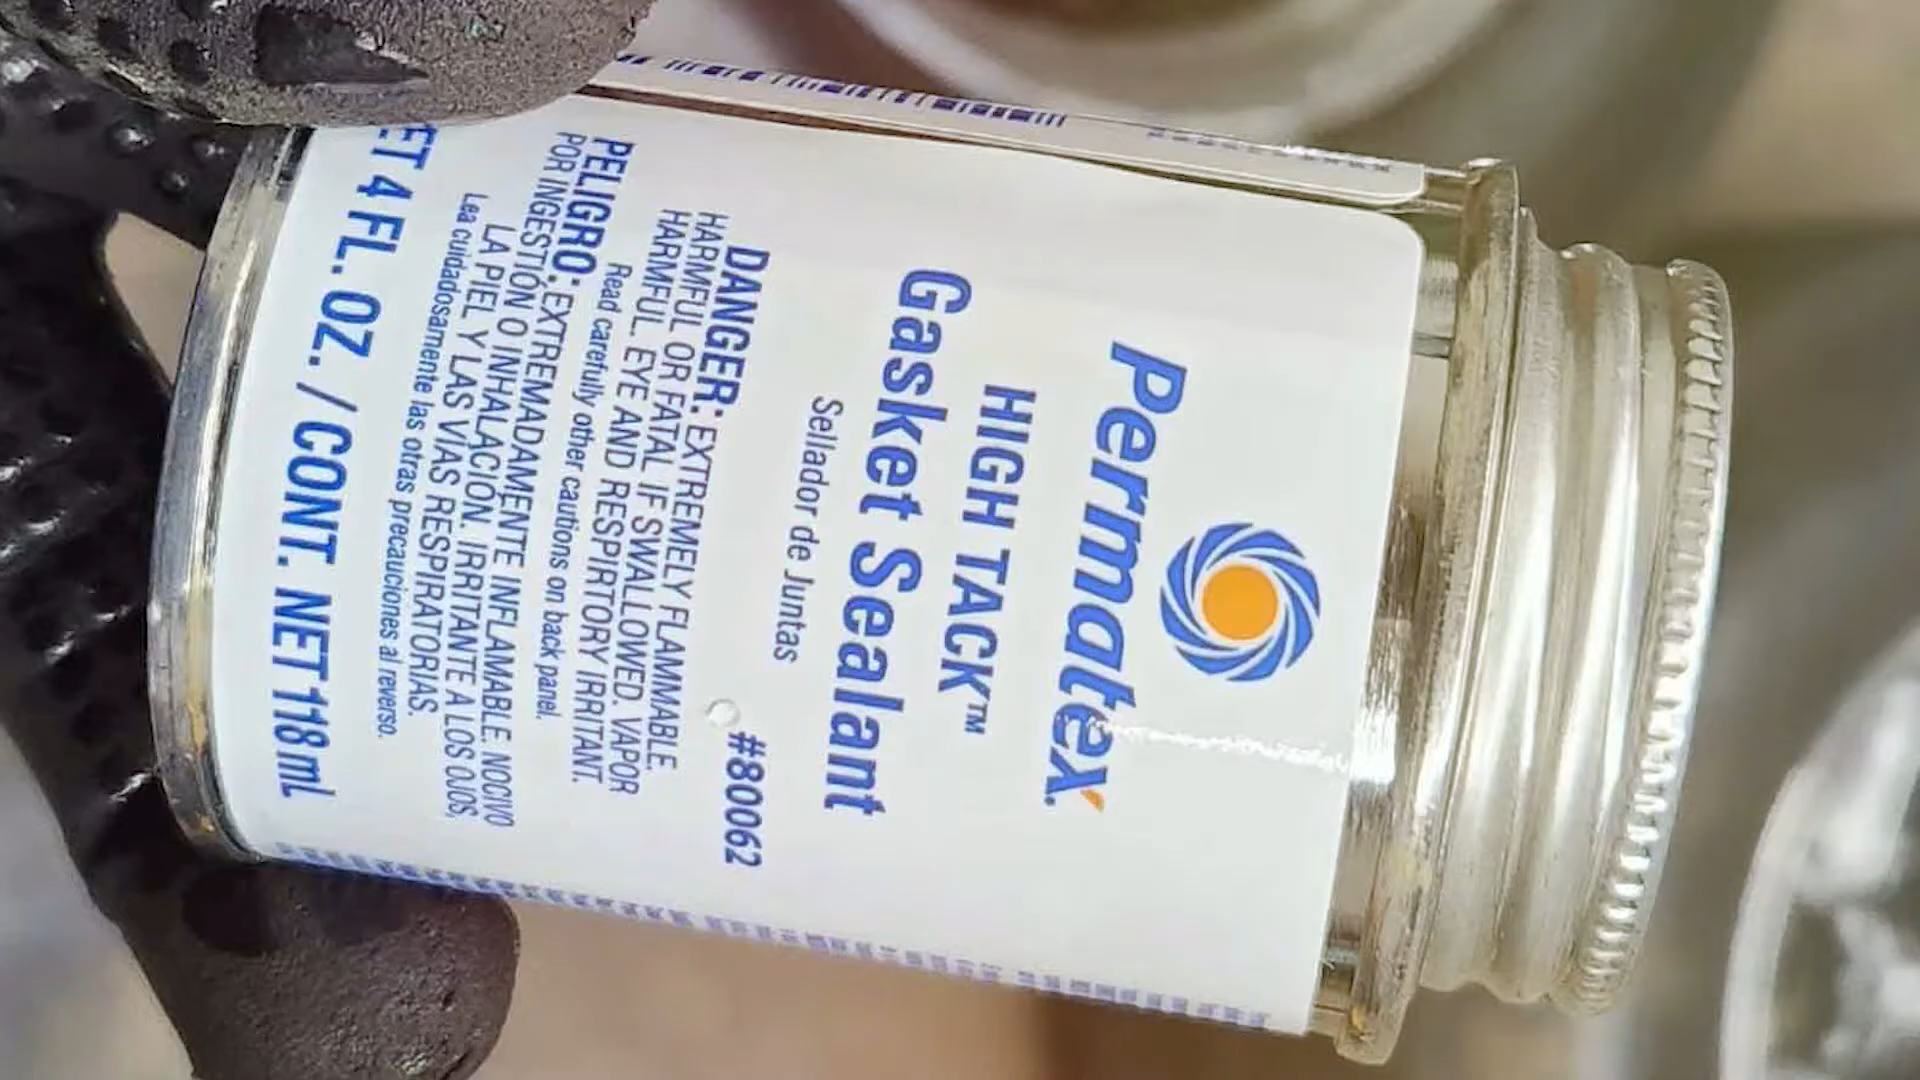 Permatex.
HIGH TACK™
Gasket Sealant
Sellador de Juntas
#80062
DANGER: EXTREMELY FLAMMABLE.
HARMFUL OR FATAL IF SWALLOWED. VAPOR
HARMFUL. EYE AND RESPIRTORY IRRITANT.
Read carefully other cautions on back panel.
PELIGRO: EXTREMADAMENTE INFLAMABLE. NOCIVO
POR INGESTIÓN O INHALACIÓN. IRRITANTE A LOS OJOS,
LA PIEL Y LAS VÍAS RESPIRATORIAS.
Lea cuidadosamente las otras precauciones al reverso.
4 FL. OZ. / CONT. NET 118 mL